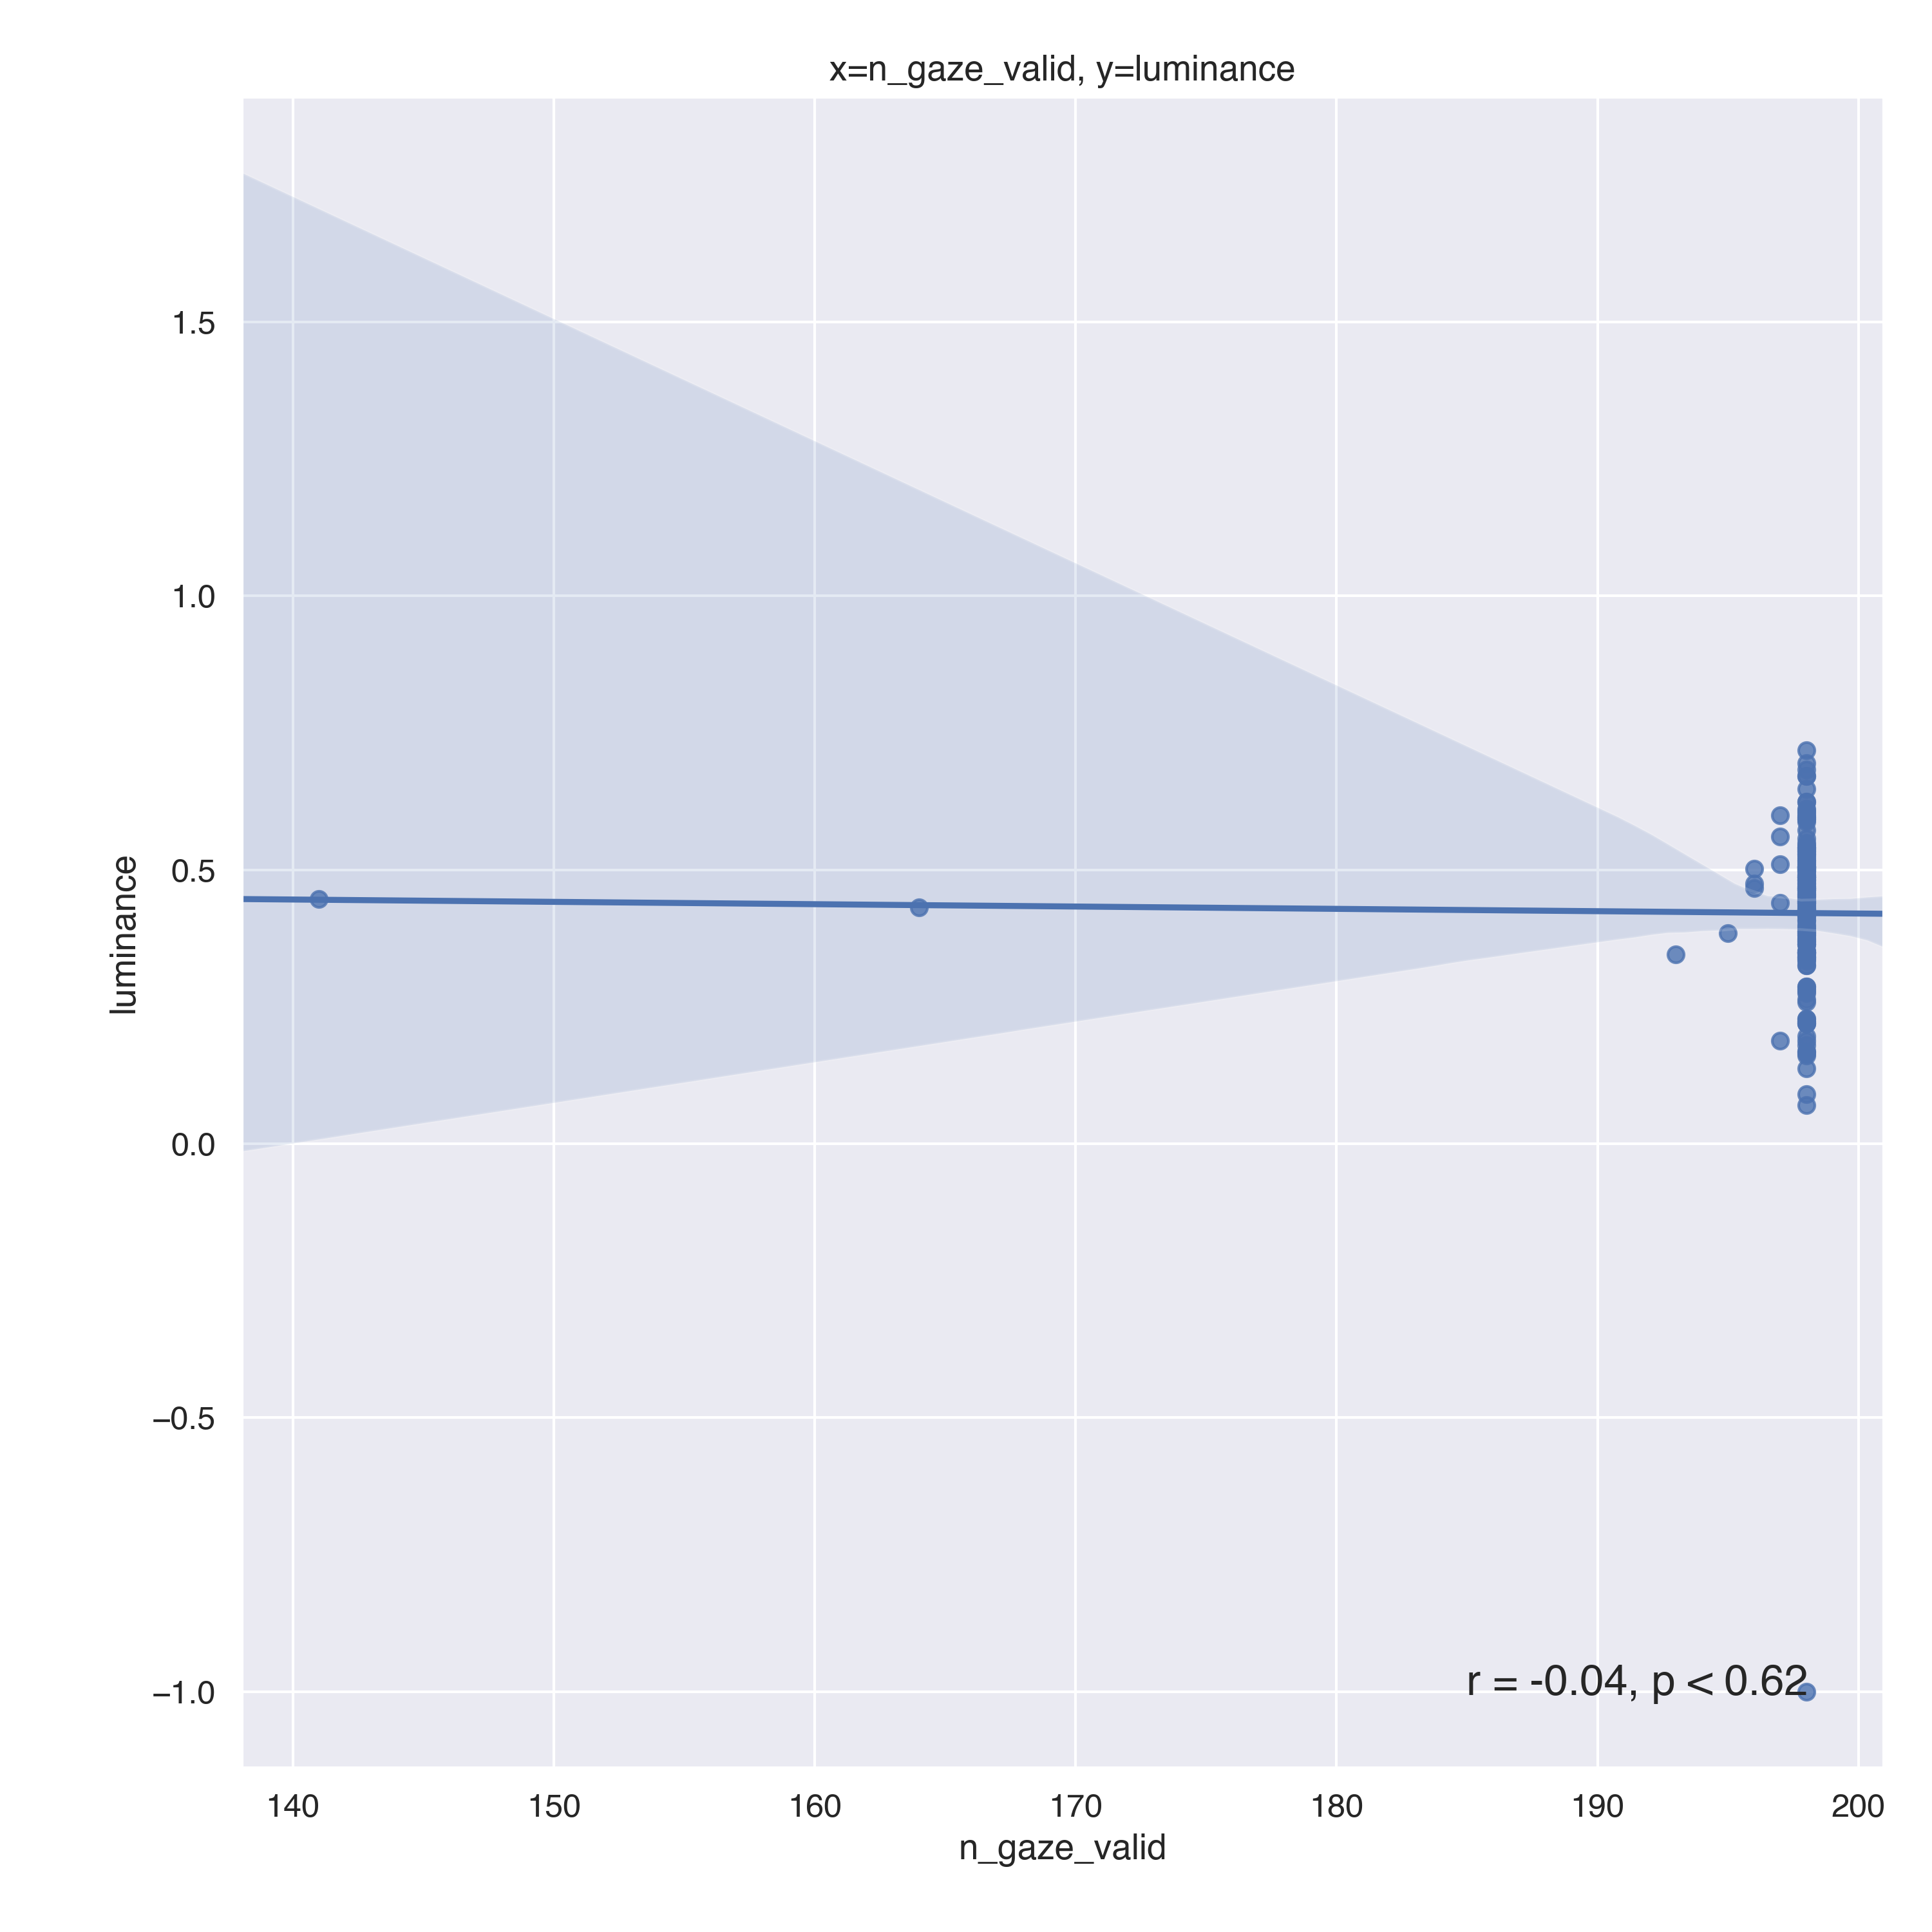 x=n_gaze_valid, y=luminance
1.5
1.0
0.5
0.0
−0.5
−1.0
luminance
r = -0.04, p < 0.62
140 150 160 170 180 190 200
n_gaze_valid